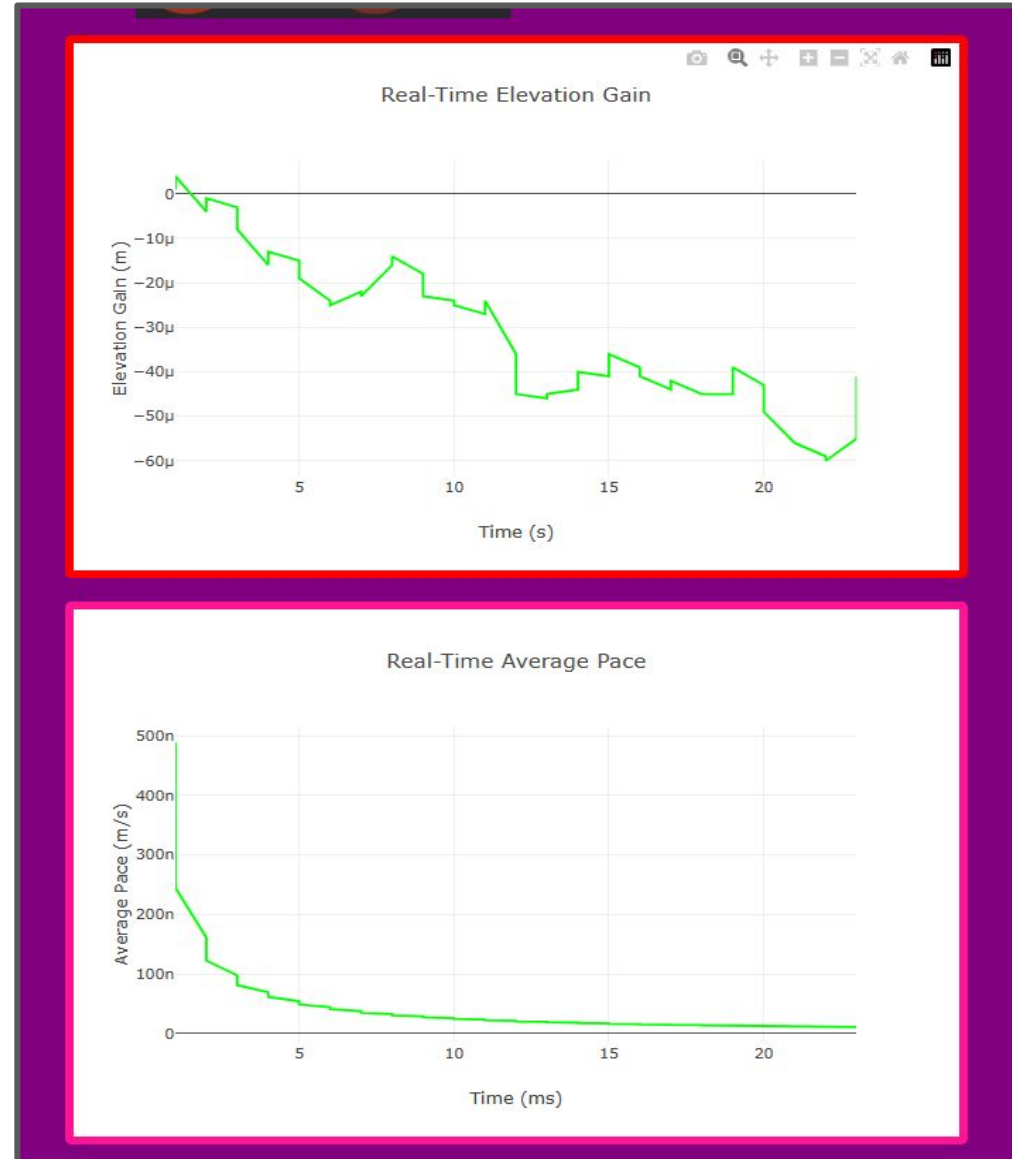 Real-Time Elevation Gain
Elevation Gain (m)
0
−10μ
−20μ
−30μ
−40μ
−50μ
−60μ
5 10 15 20
Time (s)
Real-Time Average Pace
Average Pace (m/s)
500n
400n
300n
200n
100n
0
5 10 15 20
Time (ms)